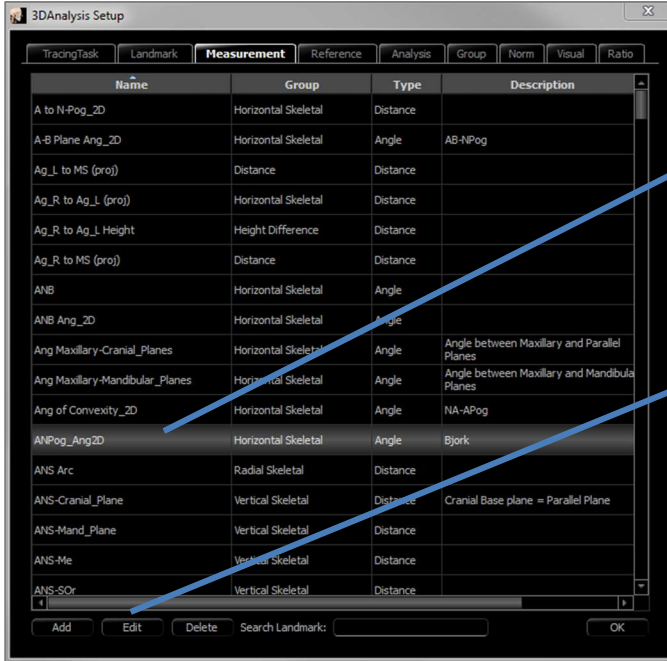 3DAnalysis Setup
TracingTask Landmark Measurement Reference Analysis Group Norm Visual Ratio
Name Group Type Description
A to N-Pog_2D Horizontal Skeletal Distance
A-B Plane Ang_2D Horizontal Skeletal Angle AB-NPog
Ag_L to MS (proj) Distance Distance
Ag_R to Ag_L (proj) Horizontal Skeletal Distance
Ag_R to Ag_L Height Height Difference Distance
Ag_R to MS (proj) Distance Distance
ANB Horizontal Skeletal Angle
ANB Ang_2D Horizontal Skeletal Angle
Ang Maxillary-Cranial_Planes Horizontal Skeletal Angle Angle between Maxillary and Parallel
Planes
Ang Maxillary-Mandibular_Planes Horizontal Skeletal Angle Angle between Maxillary and Mandibula
Planes
Ang of Convexity_2D Horizontal Skeletal Angle NA-APog
ANPog_Ang2D Horizontal Skeletal Angle Bjork
ANS Arc Radial Skeletal Distance
ANS-Cranial_Plane Vertical Skeletal Distance Cranial Base plane = Parallel Plane
ANS-Mand_Plane Vertical Skeletal Distance
ANS-Me Vertical Skeletal Distance
ANS-SOr Vertical Skeletal Distance
Add Edit Delete Search Landmark: OK